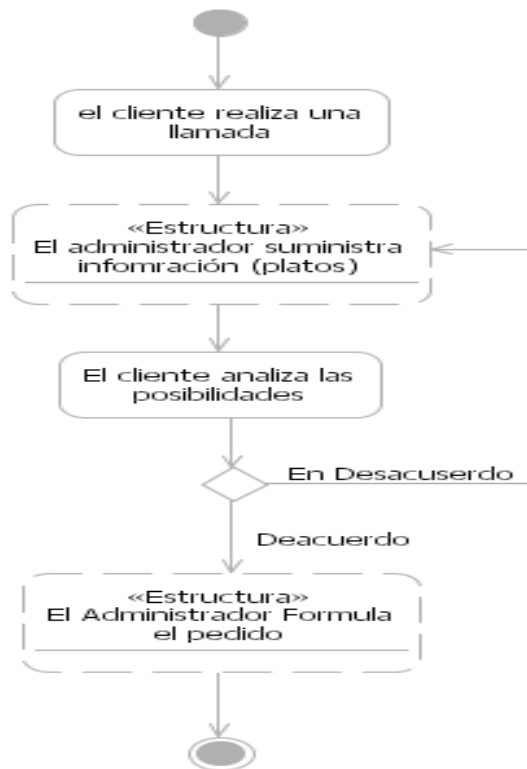 el cliente realiza una
llamada
«Estructura»
El administrador suministra
infomración (platos)
El cliente analiza las
posibilidades
En Desacuserdo
Deacuerdo
«Estructura»
El Administrador Formula
el pedido